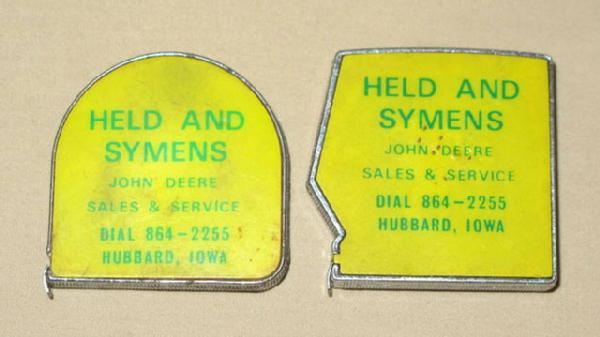 HELD AND
SYMENS
JOHN DEERE
SALES & SERVICE
DIAL 864-2255
HUBBARD, IOWA
HELD AND
SYMENS
JOHN DEERE
SALES & SERVICE
DIAL 864-2255
HUBBARD, IOWA